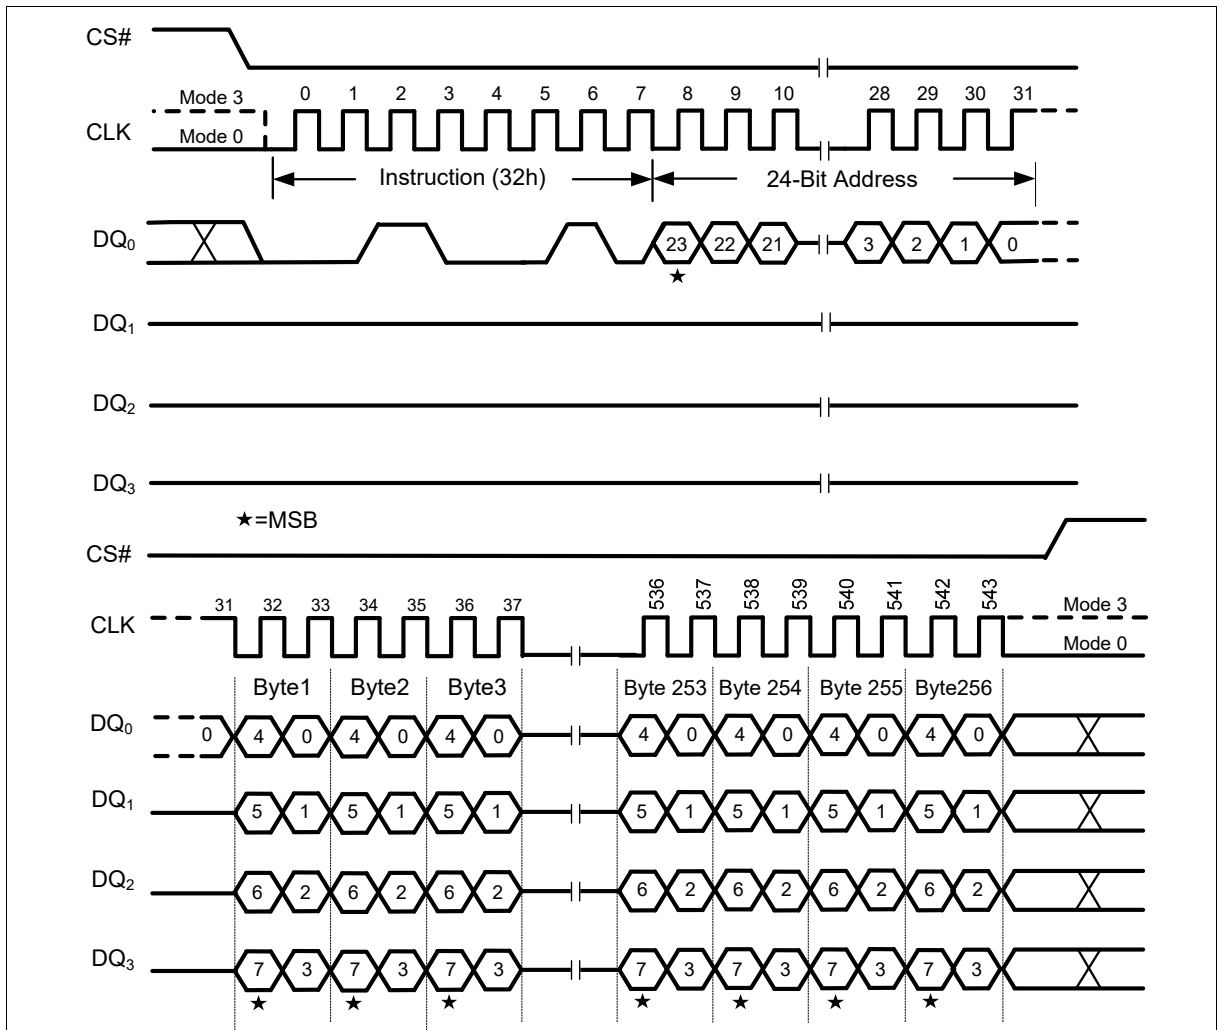 CS#
0 1 2 3 4 5 6 7 8 9 10 28 29 30 31
Mode 3
CLK
Mode 0
Instruction (32h) 24-Bit Address
DQ0 23 22 21 3 2 1 0
★
DQ1
DQ2
DQ3
★=MSB
CS#
536 537 538 539 540 541 542 543
31 32 33 34 35 36 37 Mode 3
CLK
Mode 0
Byte1 Byte2 Byte3 Byte 253 Byte 254 Byte 255 Byte256
DQ0 0 4 0 4 0 4 0 4 0 4 0 4 0 4 0
DQ1 5 1 5 1 5 1 5 1 5 1 5 1 5 1
DQ2 6 2 6 2 6 2 6 2 6 2 6 2 6 2
DQ3 7 3 7 3 7 3 7 3 7 3 7 3 7 3
★ ★ ★ ★ ★ ★ ★